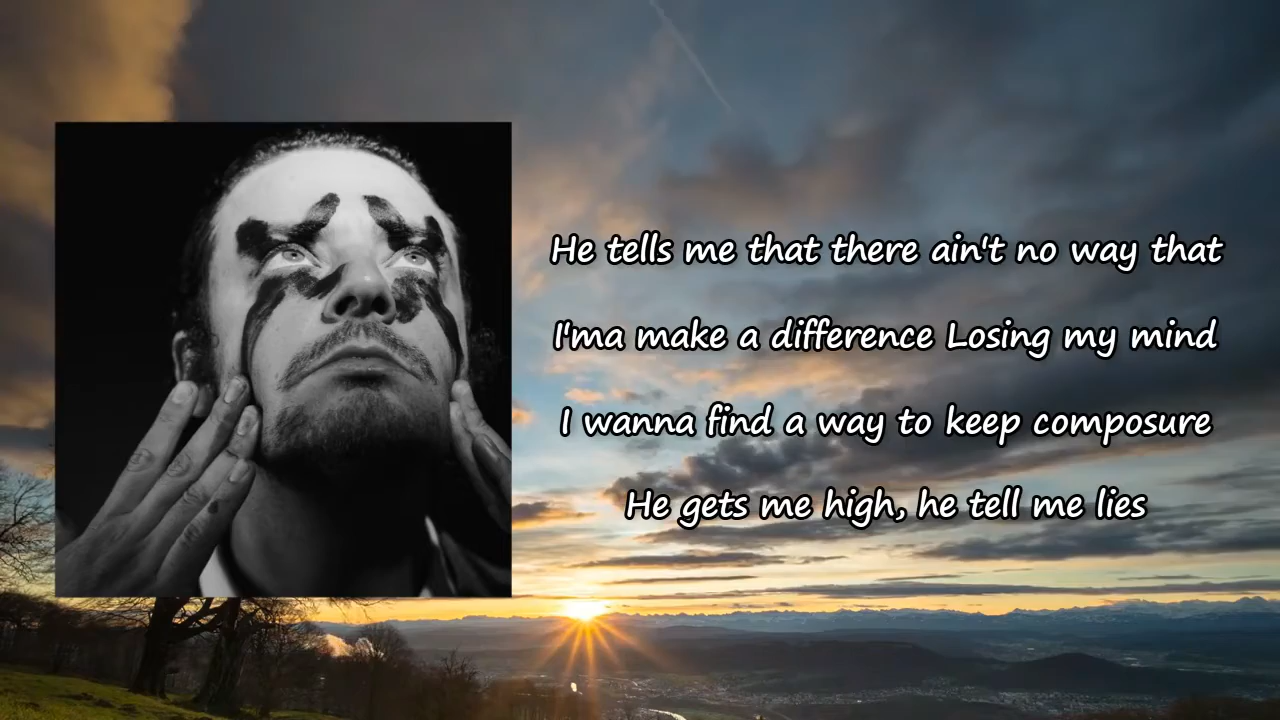 He tells me that there ain't no way that
I'ma make a difference Losing my mind
I wanna find a way to keep composure
He gets me high, he tell me lies